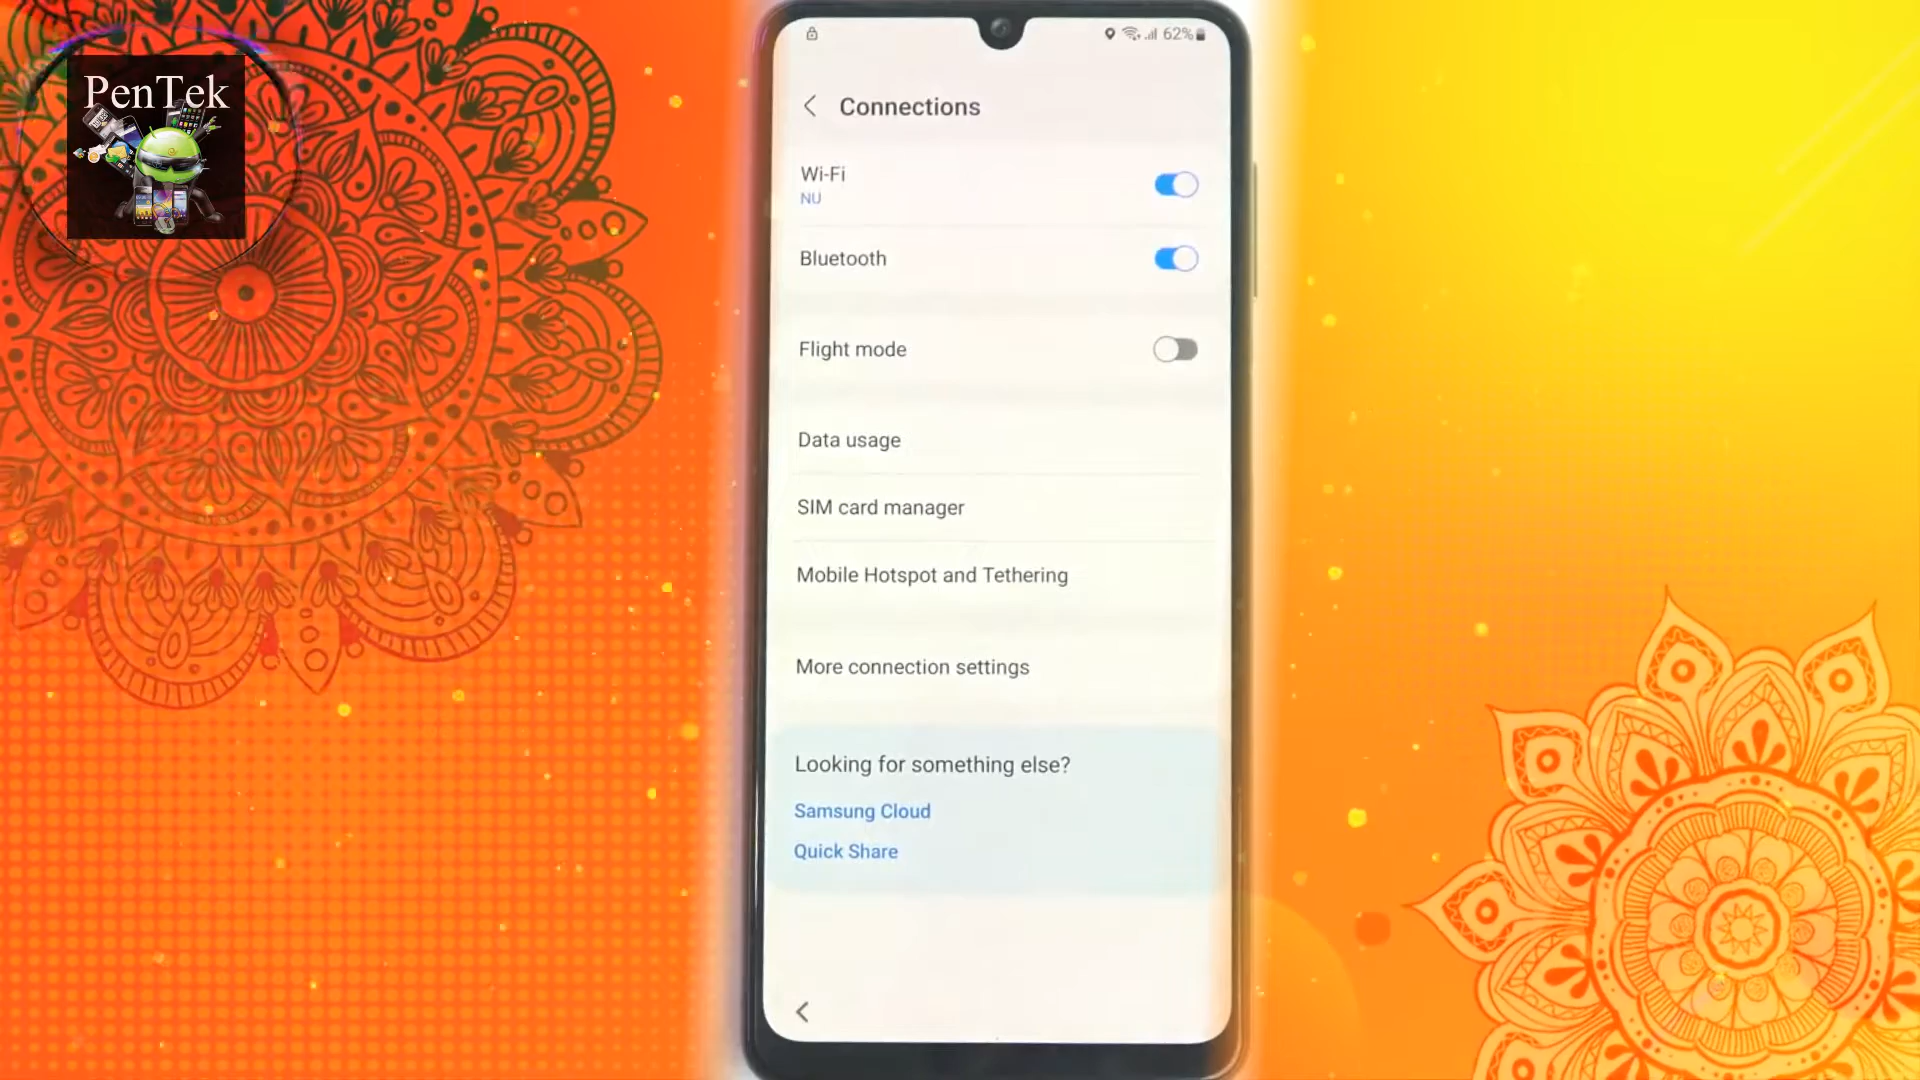 PenTek
62%
Connections
Wi-Fi
NU
Bluetooth
Flight mode
Data usage
SIM card manager
Mobile Hotspot and Tethering
More connection settings
Looking for something else?
Samsung Cloud
Quick Share